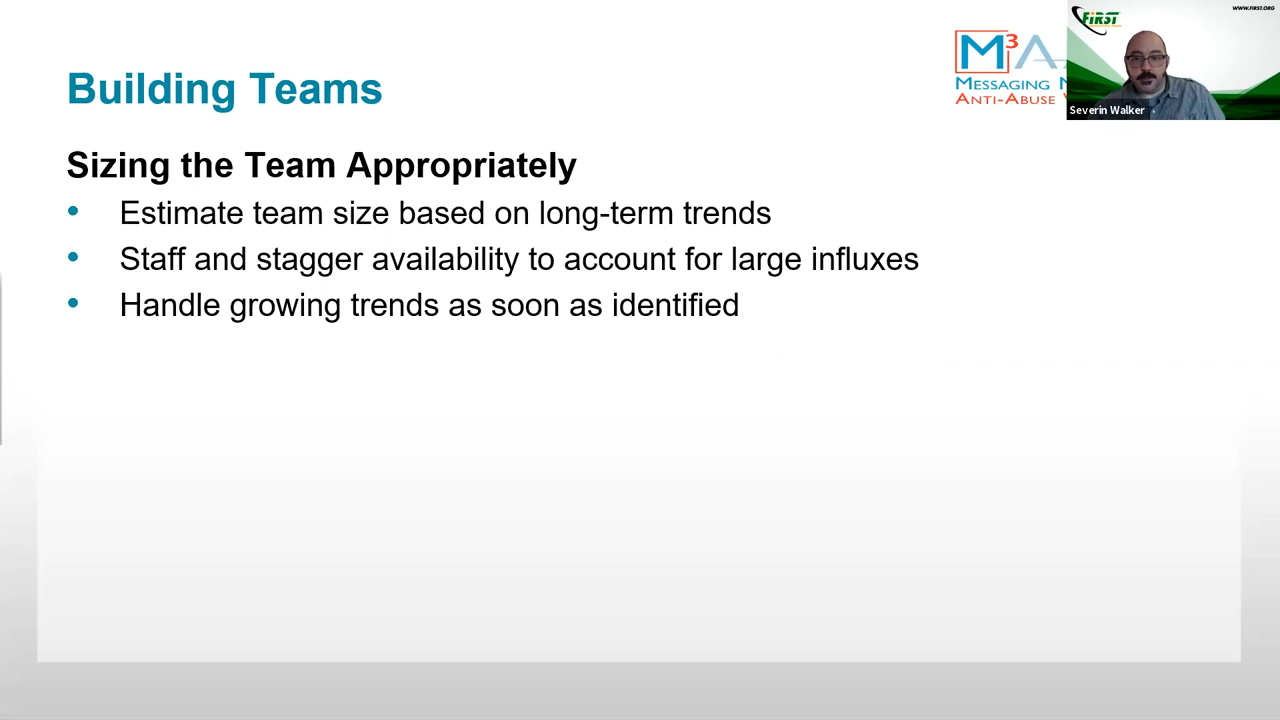 Building Teams
M3AA
MESSAGING
ANTI-ABUSE
FiRST
WWW.FIRST.ORG
Severin Walker
Sizing the Team Appropriately
• Estimate team size based on long-term trends
• Staff and stagger availability to account for large influxes
• Handle growing trends as soon as identified